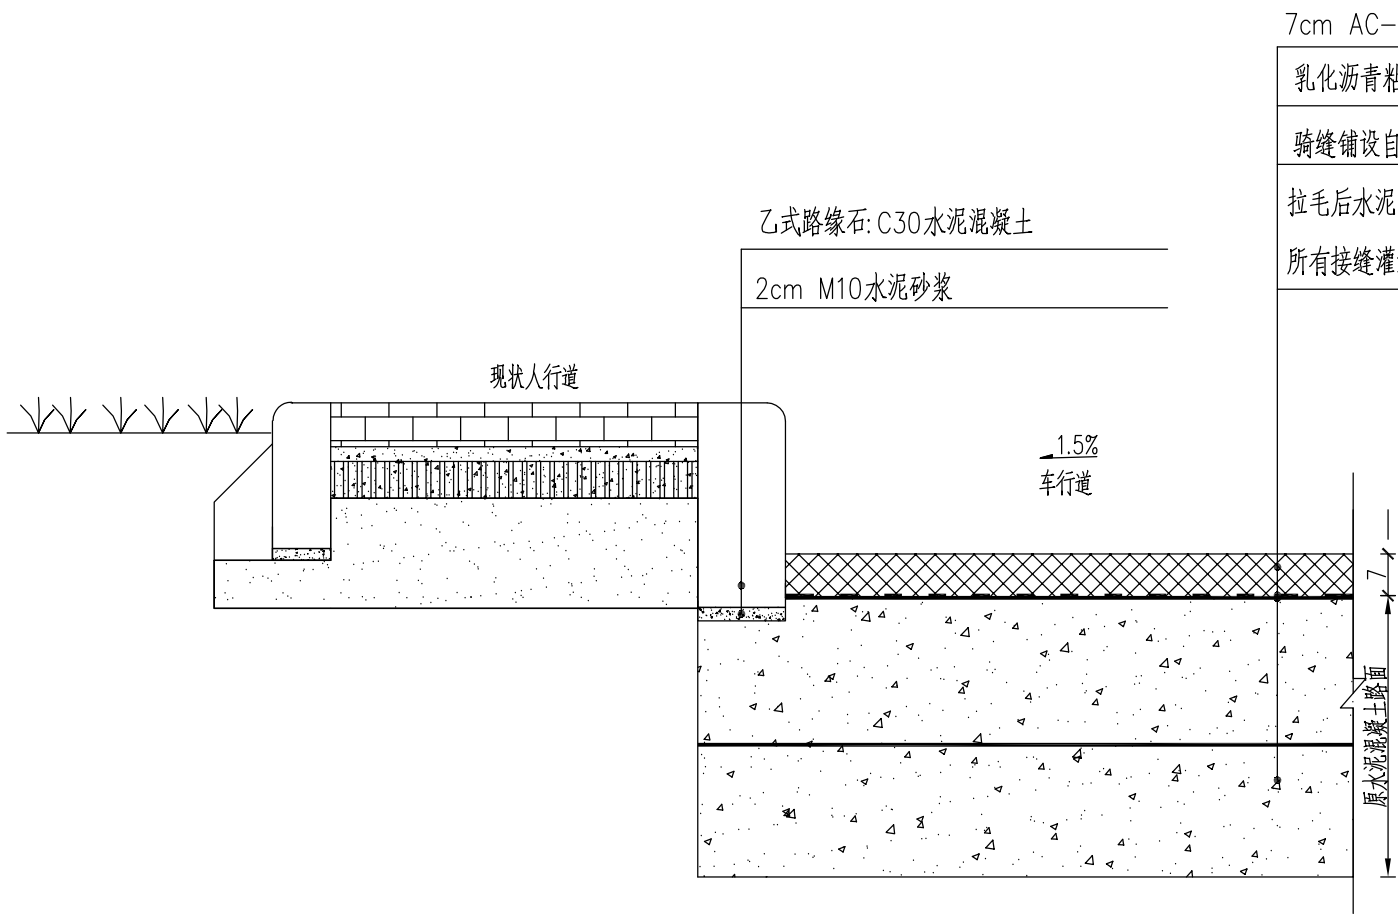 7cm AC-
乳化沥青粘
骑缝铺设自
拉毛后水泥
所有接缝灌
乙式路缘石:C30水泥混凝土
2cm M10水泥砂浆
现状人行道
1.5%
车行道
7
原水泥混凝土路面